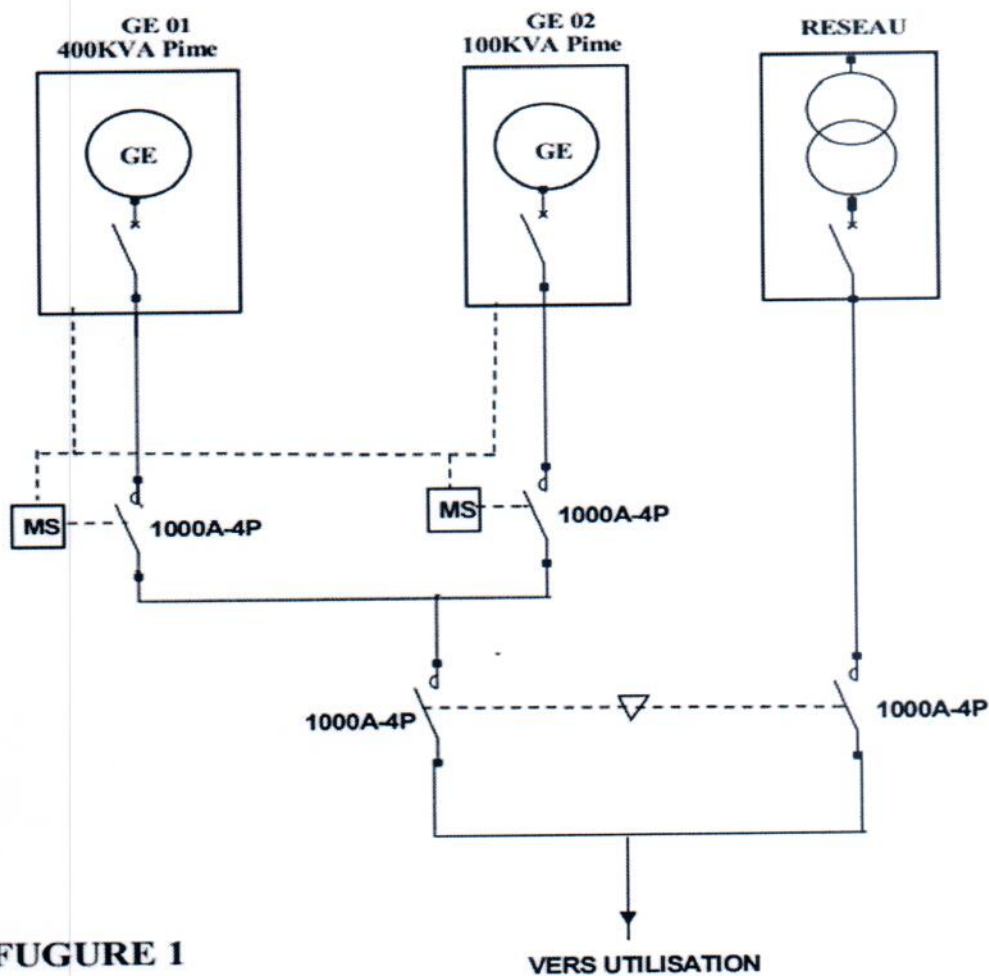 GE 01
400KVA Pime
GE 02
100KVA Pime
RESEAU
GE
GE
MS
1000A-4P
MS
1000A-4P
1000A-4P
1000A-4P
FUGURE 1
VERS UTILISATION